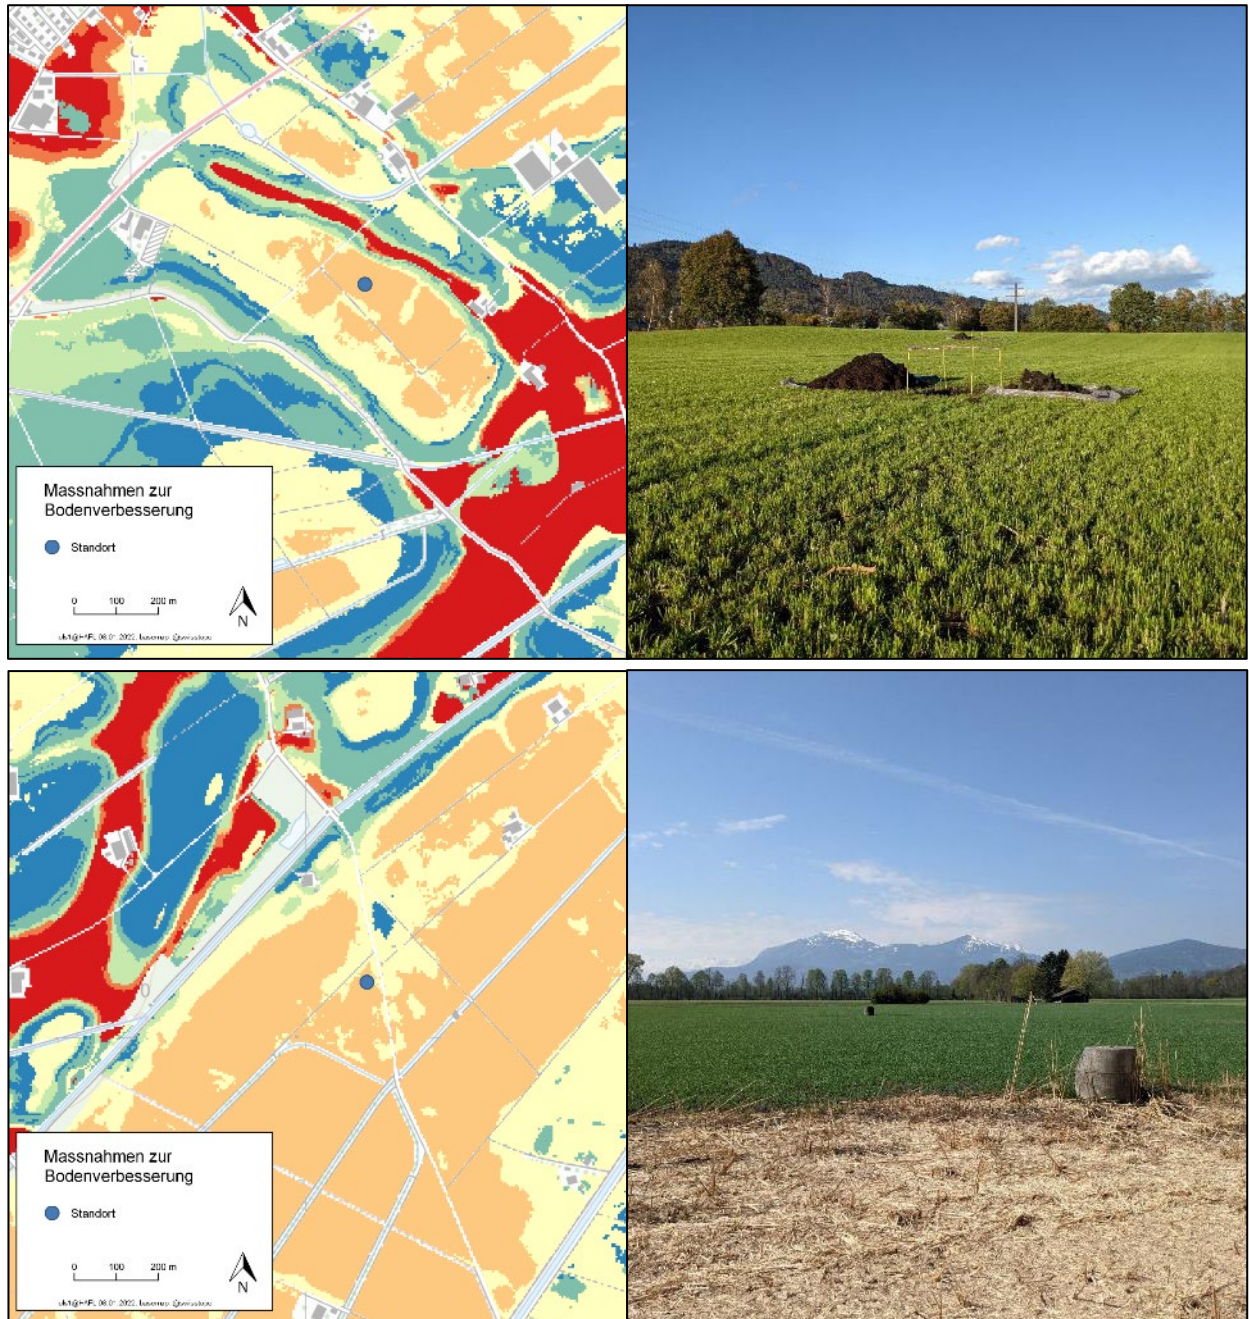 Massnahmen zur
Bodenverbesserung
Standort
0 100 200 m
N
Massnahmen zur
Bodenverbesserung
Standort
0 100 200 m
N